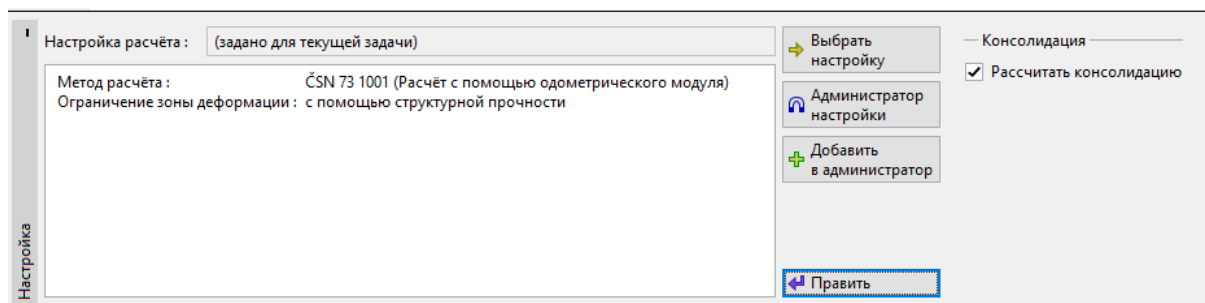 Настройка расчёта : (задано для текущей задачи)
Выбрать
настройку
Консолидация
Рассчитать консолидацию
Метод расчёта : ČSN 73 1001 (Расчёт с помощью одометрического модуля)
Ограничение зоны деформации : с помощью структурной прочности
Администратор
настройки
Добавить
в администратор
Настройка
Править